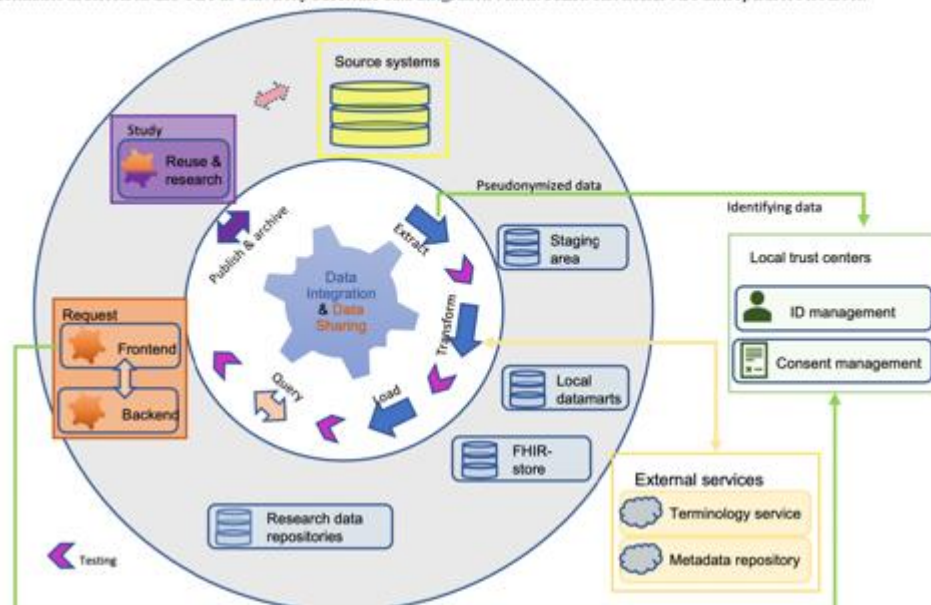 Source systems
Study
Reuse &
research
Pseudonymized data
Identifying data
Publish & archive
Extract
Staging
area
Local trust centers
Data
Integration
& Data
Sharing
Transform
ID management
Request
Frontend
Consent management
Backend
Query
Load
Local
datamarts
FHIR-
store
External services
Terminology service
Research data
repositories
Metadata repository
Testing